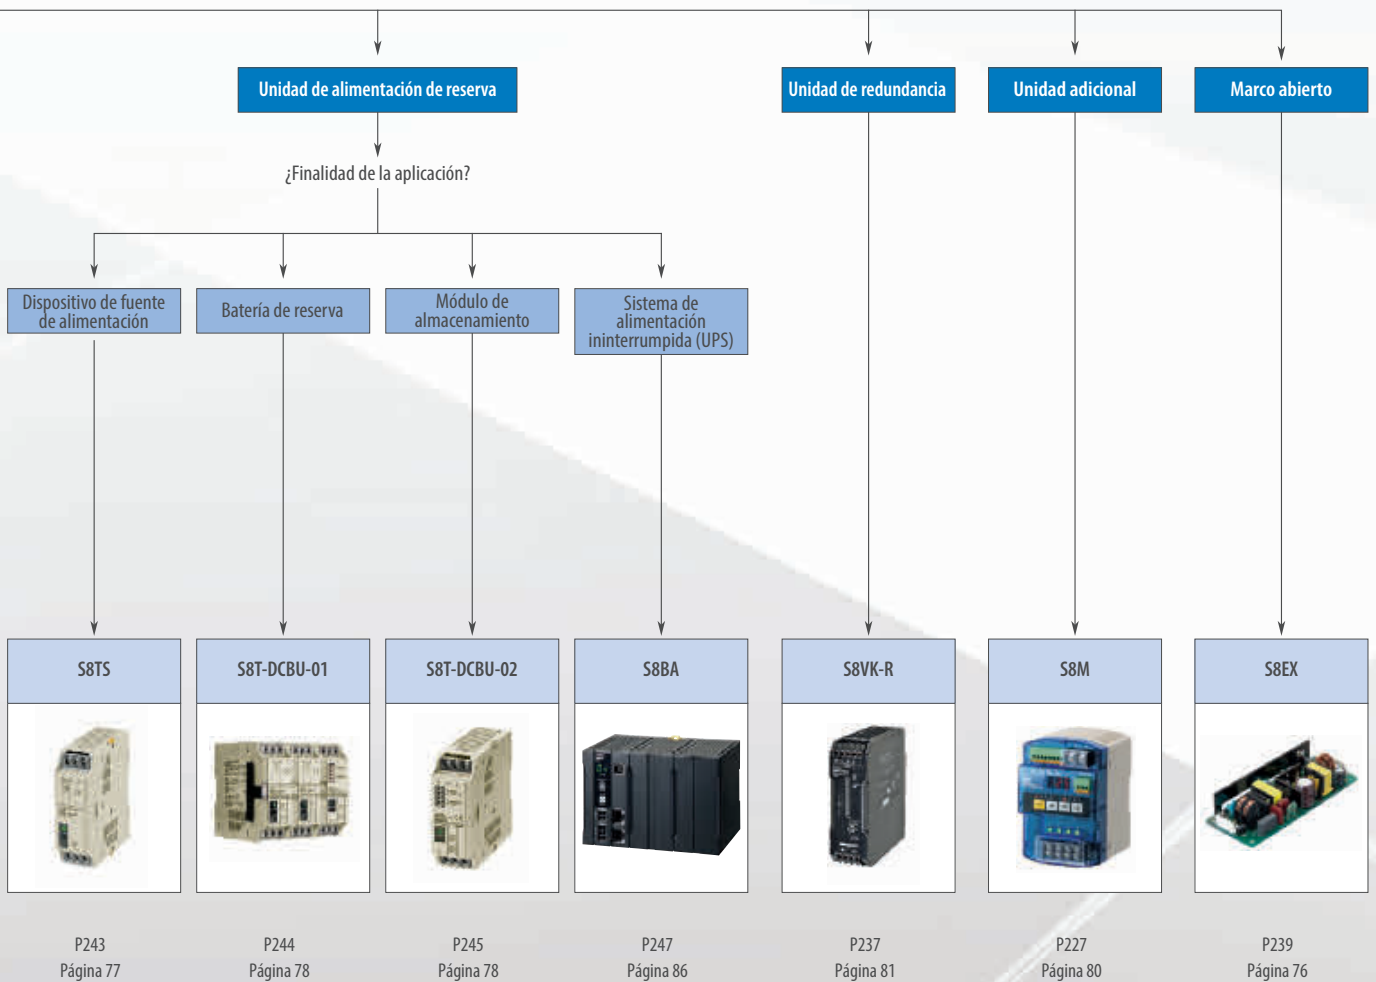 Unidad de alimentación de reserva
Unidad de redundancia
Unidad adicional
Marco abierto
¿Finalidad de la aplicación?
Dispositivo de fuente
de alimentación
Batería de reserva
Módulo de
almacenamiento
Sistema de
alimentación
ininterrumpida (UPS)
S8TS
S8T-DCBU-01
S8T-DCBU-02
S8BA
S8VK-R
S8M
S8EX
P243
Página 77
P244
Página 78
P245
Página 78
P247
Página 86
P237
Página 81
P227
Página 80
P239
Página 76